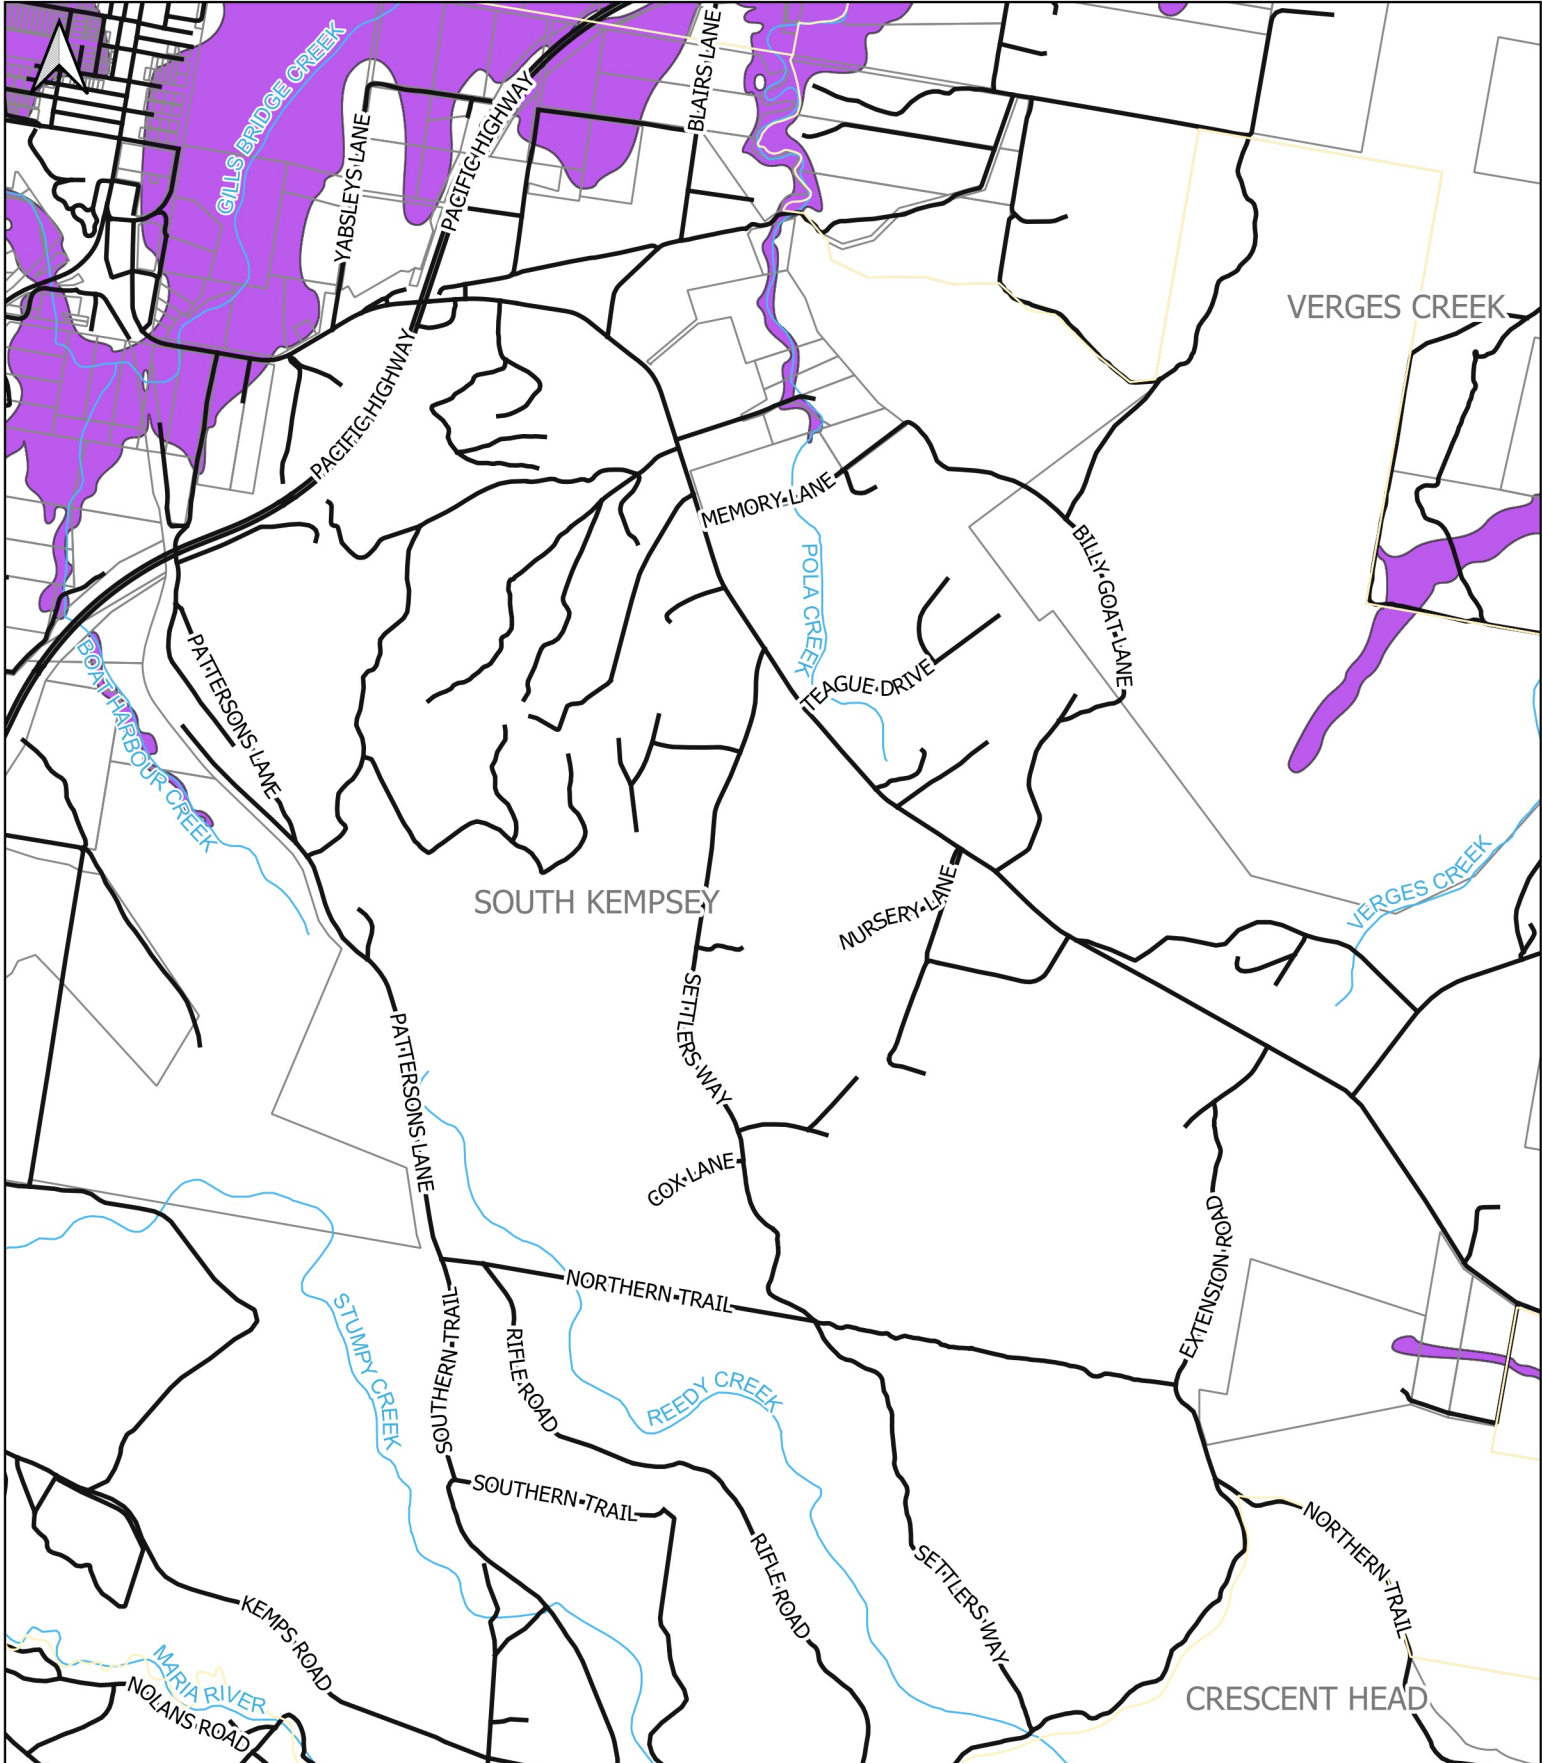 BLAIRS LANE
GILLS BRIDGE CREEK
PACIFIC HIGHWAY
YABSLEYS LANE
VERGES CREEK
PACIFIC HIGHWAY
MEMORY LANE
POLA CREEK
BILLY GOAT LANE
PATTERSONS LANE
BOAT HARBOUR CREEK
TEAGUE DRIVE
VERGES CREEK
NURSERY LANE
SOUTH KEMPSEY
SETTLERS WAY
PATTERSONS LANE
COX LANE
EXTENSION ROAD
NORTHERN TRAIL
STUMPY CREEK
SOUTHERN TRAIL
RIFLE ROAD
REEDY CREEK
SOUTHERN TRAIL
NORTHERN TRAIL
RIFLE ROAD
SETTLERS WAY
KEMPS ROAD
MARIA RIVER
NOLANS ROAD
CRESCENT HEAD